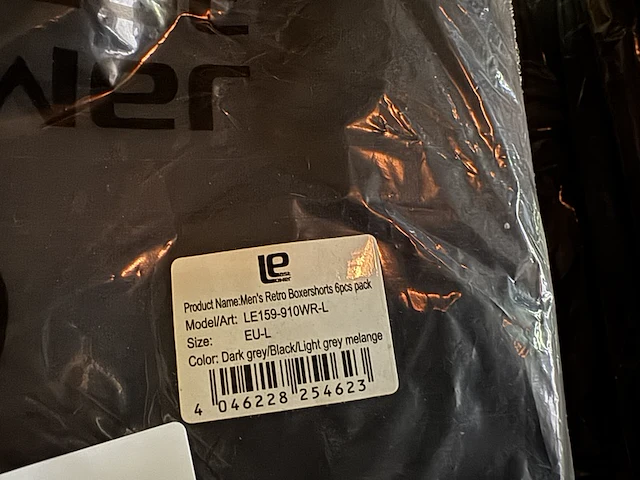 Le
Product Name:Men's Retro Boxershorts 6pcs pack
Model/Art: LE159-910WR-L
Size: EU-L
Color: Dark grey/Black/Light grey melange
4 046228 254623